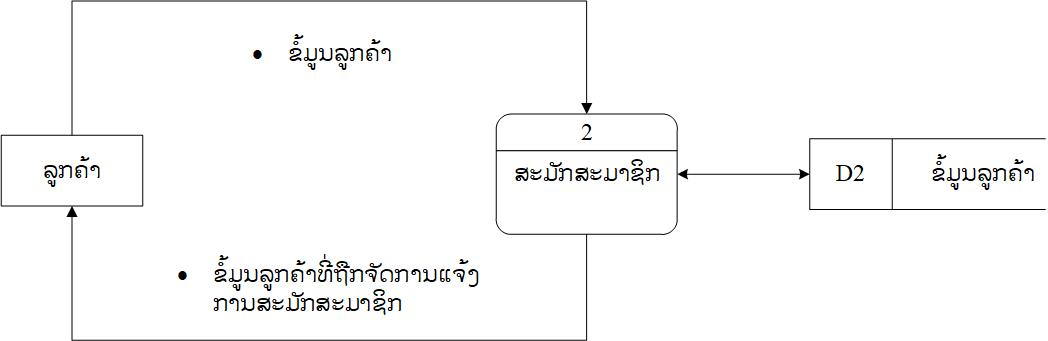 • ຂໍ້ມູນລູກຄ້າ
2
ລູກຄ້າ
ສະມັກສະມາຊິກ
D2
ຂໍ້ມູນລູກຄ້າ
• ຂໍ້ມູນລູກຄ້າທີ່ຖືກຈັດການແຈ້ງ
ການສະມັກສະມາຊິກ